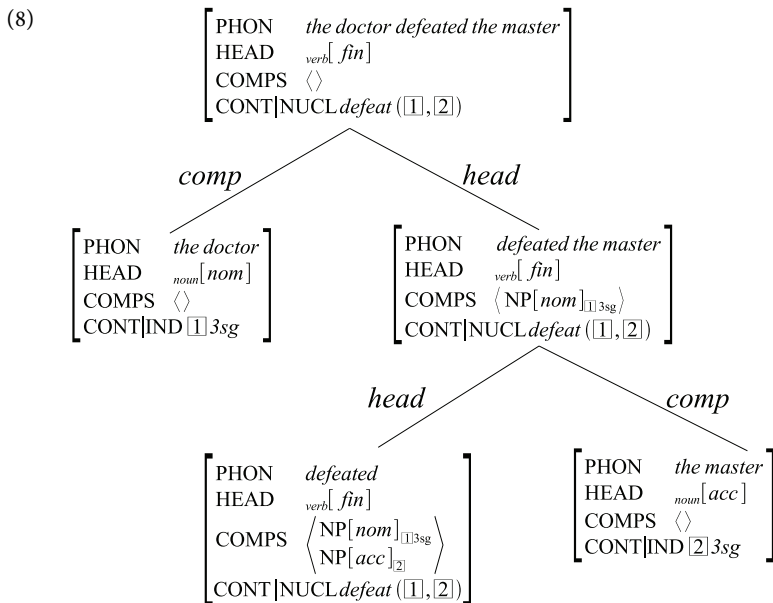 (8)
PHON the doctor defeated the master
HEAD verb[ fin]
COMPS ⟨⟩
CONT|NUCL defeat ([1],[2])
comp head
PHON the doctor
HEAD noun[nom]
COMPS ⟨⟩
CONT|IND [1] 3sg
PHON defeated the master
HEAD verb[ fin]
COMPS ⟨NP[nom][1]3sg⟩
CONT|NUCL defeat ([1],[2])
head comp
PHON defeated
HEAD verb[ fin]
COMPS ⟨NP[nom][1]3sg
NP[acc][2]⟩
CONT|NUCL defeat ([1],[2])
PHON the master
HEAD noun[acc]
COMPS ⟨⟩
CONT|IND [2] 3sg